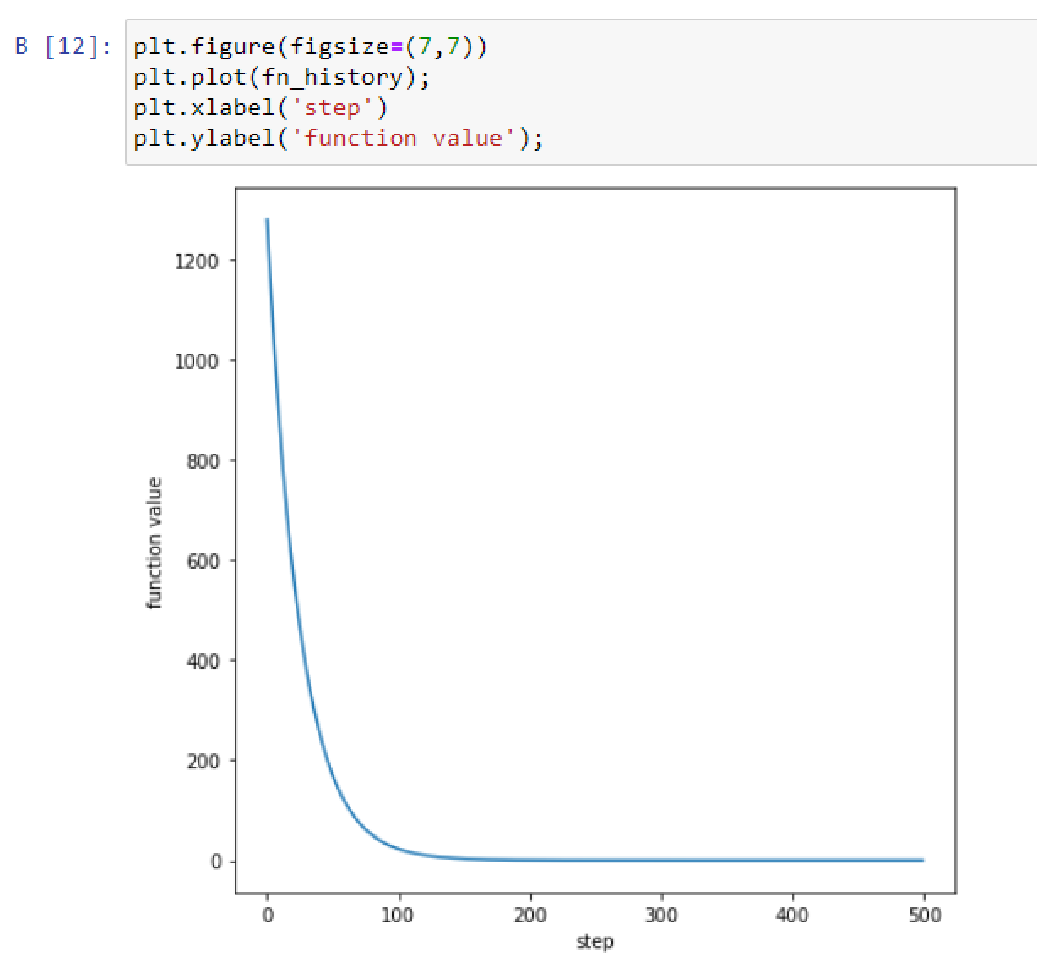 В [12]: plt.figure(figsize=(7,7))
plt.plot(fn_history);
plt.xlabel('step')
plt.ylabel('function value');
1200
1000
800
600
400
200
0
function value
0 100 200 300 400 500
step